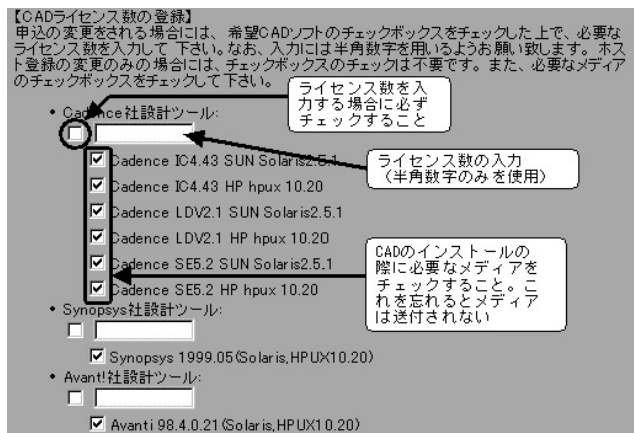 【CADライセンス数の登録】
申込の変更をされる場合には、希望CADソフトのチェックボックスをチェックした上で、必要な
ライセンス数を入力して 下さい。なお、入力には半角数字を用いるようお願い致します。ホス
ト登録の変更のみの場合には、チェックボックスのチェックは不要です。また、必要なメディア
のチェックボックスをチェックして下さい。
ライセンス数を入
力する場合に必ず
チェックすること
• Cadence社設計ツール:
ライセンス数の入力
(半角数字のみを使用)
Cadence IC4.43 SUN Solaris2.5.1
Cadence IC4.43 HP hpux 10.20
Cadence LDV2.1 SUN Solaris2.5.1
Cadence LDV2.1 HP hpux 10.20
Cadence SE5.2 SUN Solaris2.5.1
Cadence SE5.2 HP hpux 10.20
CADのインストールの
際に必要なメディアを
チェックすること。こ
れを忘れるとメディア
は送付されない
• Synopsys社設計ツール:
Synopsys 1999.05(Solaris,HPUX10.20)
• Avant!社設計ツール:
Avanti 98.4.0.21(Solaris,HPUX10.20)